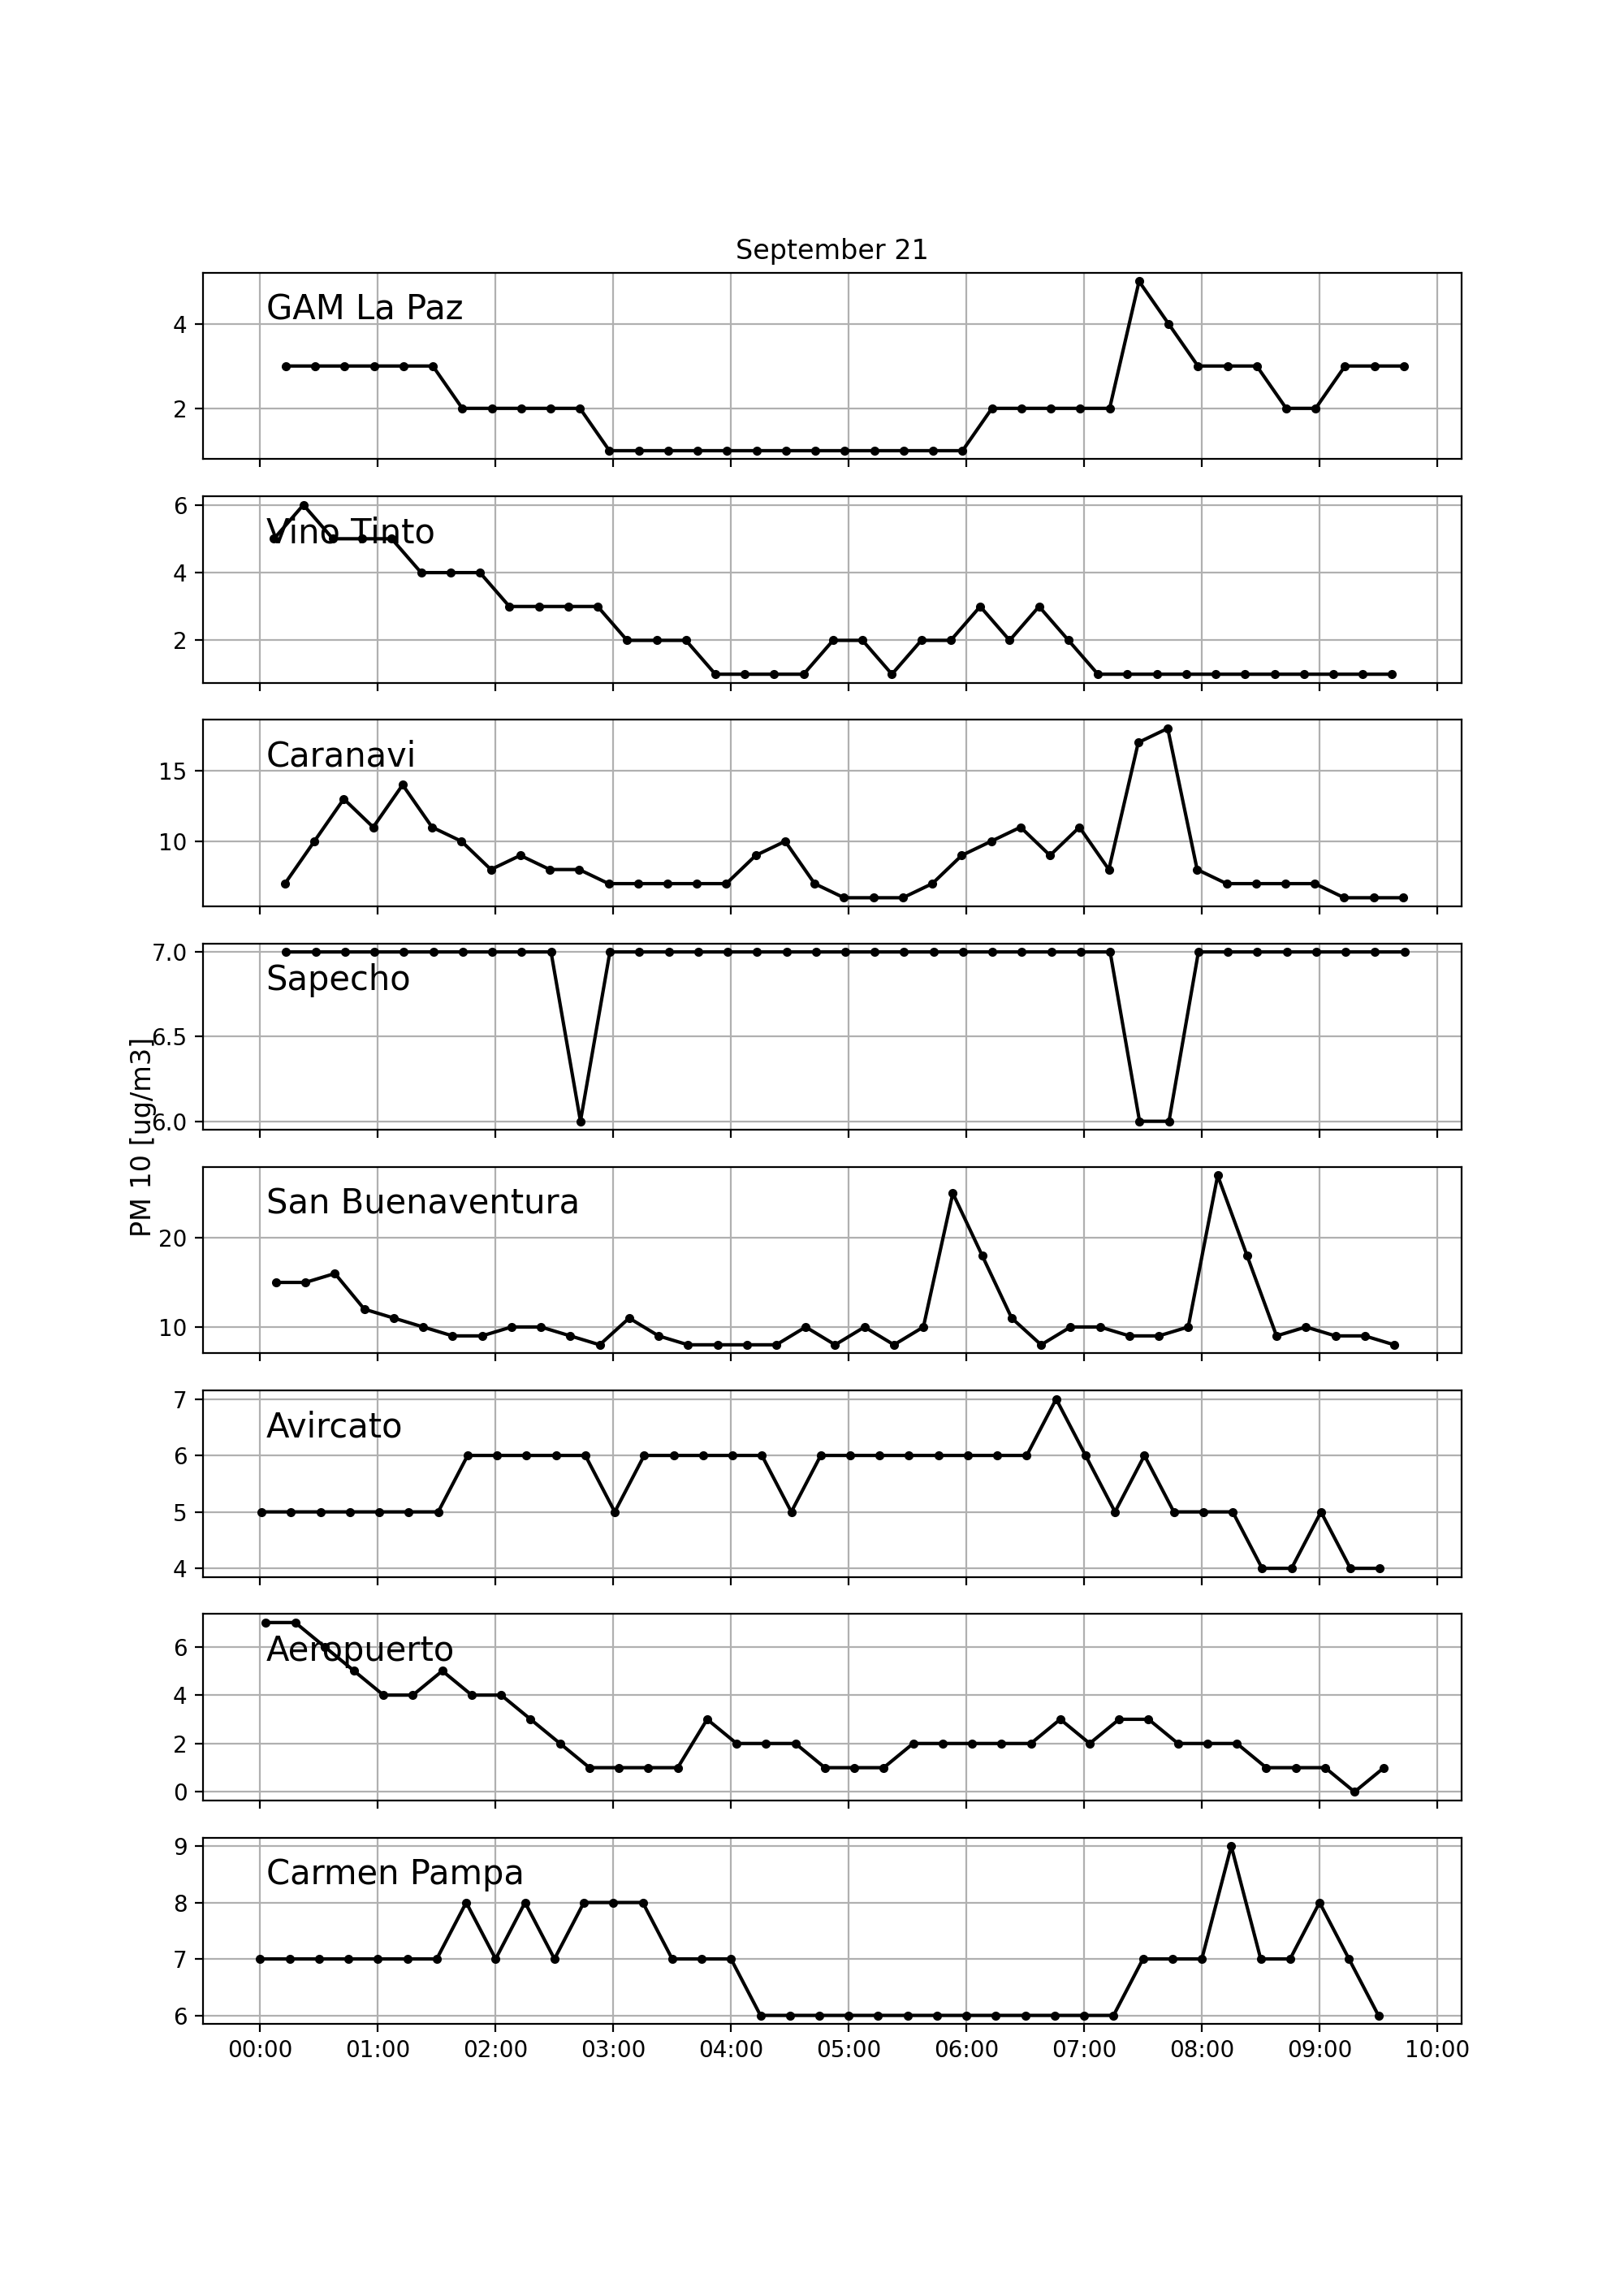 September 21
GAM La Paz
4
2
Vino Tinto
6
4
2
Caranavi
15
10
Sapecho
7.0
6.5
6.0
PM 10 [ug/m3]
San Buenaventura
20
10
Avircato
7
6
5
4
Aeropuerto
6
4
2
0
Carmen Pampa
9
8
7
6
00:00 01:00 02:00 03:00 04:00 05:00 06:00 07:00 08:00 09:00 10:00